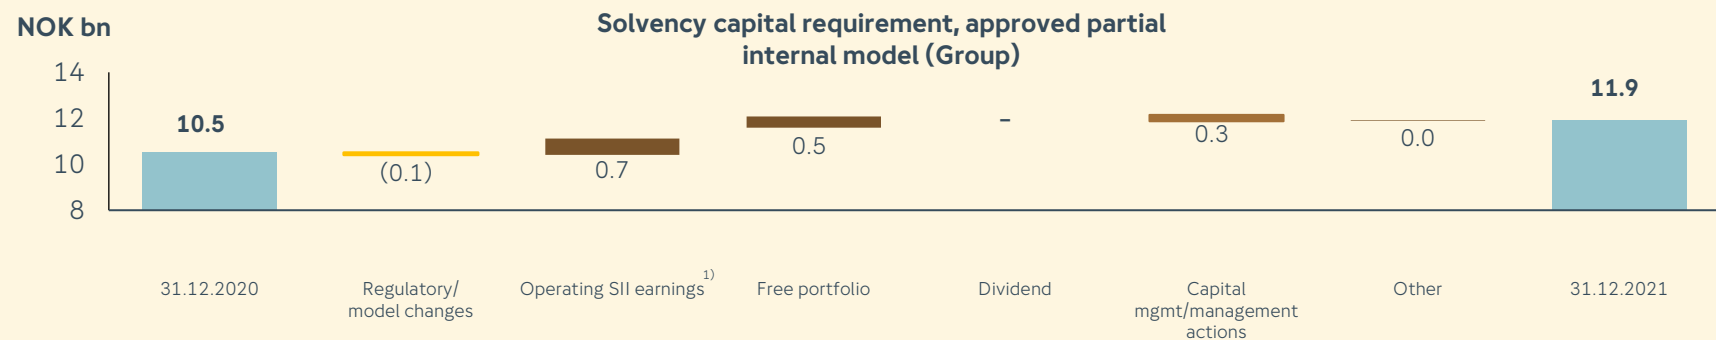 NOK bn
Solvency capital requirement, approved partial
internal model (Group)
14
12
10
8
10.5
(0.1)
0.7
0.5
–
0.3
0.0
11.9
31.12.2020
Regulatory/
model changes
Operating SII earnings 1)
Free portfolio
Dividend
Capital
mgmt/management
actions
Other
31.12.2021